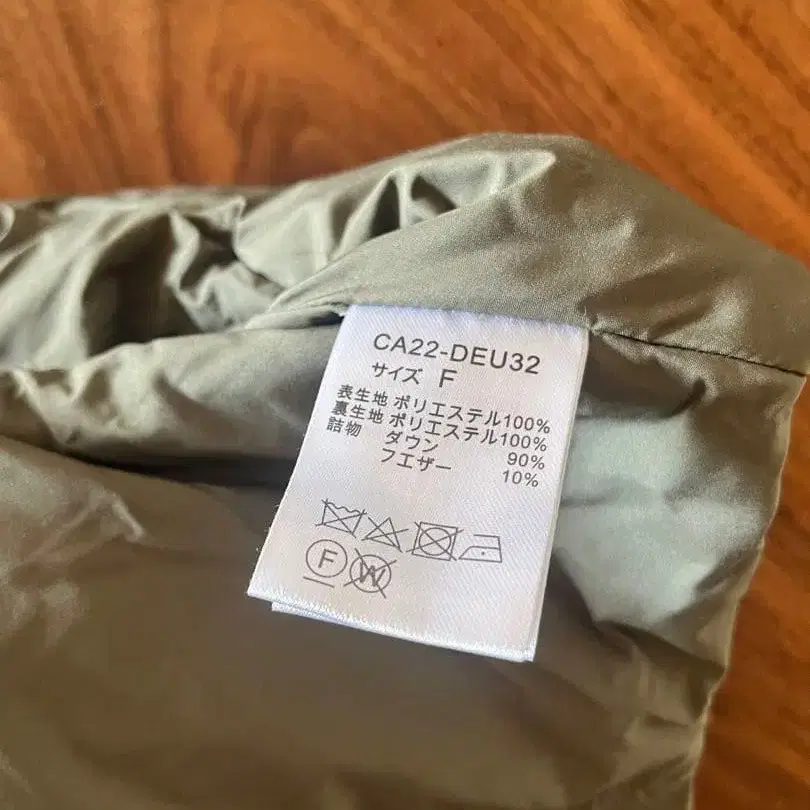 CA22-DEU32
サイズ F
表生地 ポリエステル100%
裏生地 ポリエステル100%
詰物 ダウン 90%
フエザー 10%
F W